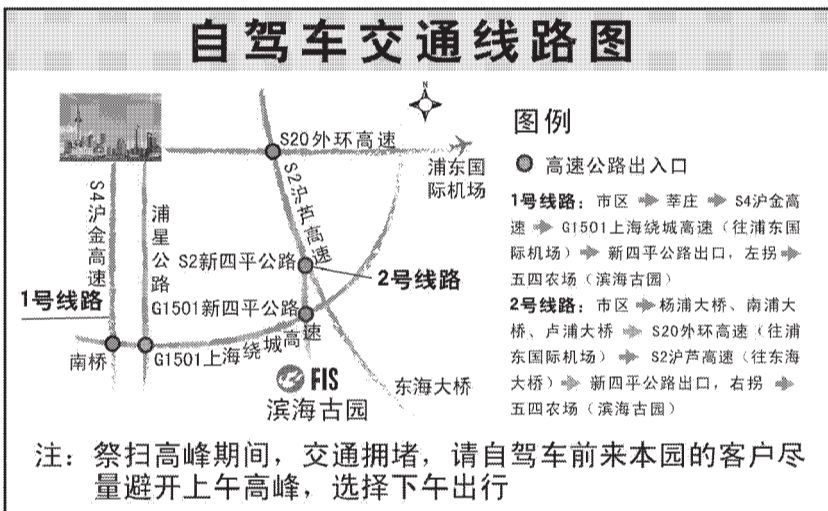 自驾车交通线路图
N
S20外环高速
浦东国
际机场
S4沪金高速
浦星公路
S2沪芦高速
S2新四平公路
2号线路
1号线路
G1501新四平公路
南桥
G1501上海绕城高速
FIS
滨海古园
东海大桥
图例
高速公路出入口
1号线路：市区➡莘庄➡S4沪金高
速➡G1501上海绕城高速（往浦东国
际机场）➡新四平公路出口，左拐➡
五四农场（滨海古园）
2号线路：市区➡杨浦大桥、南浦大
桥、卢浦大桥➡S20外环高速（往浦
东国际机场）➡S2沪芦高速（往东海
大桥）➡新四平公路出口，右拐➡
五四农场（滨海古园）
注：祭扫高峰期间，交通拥堵，请自驾车前来本园的客户尽
量避开上午高峰，选择下午出行